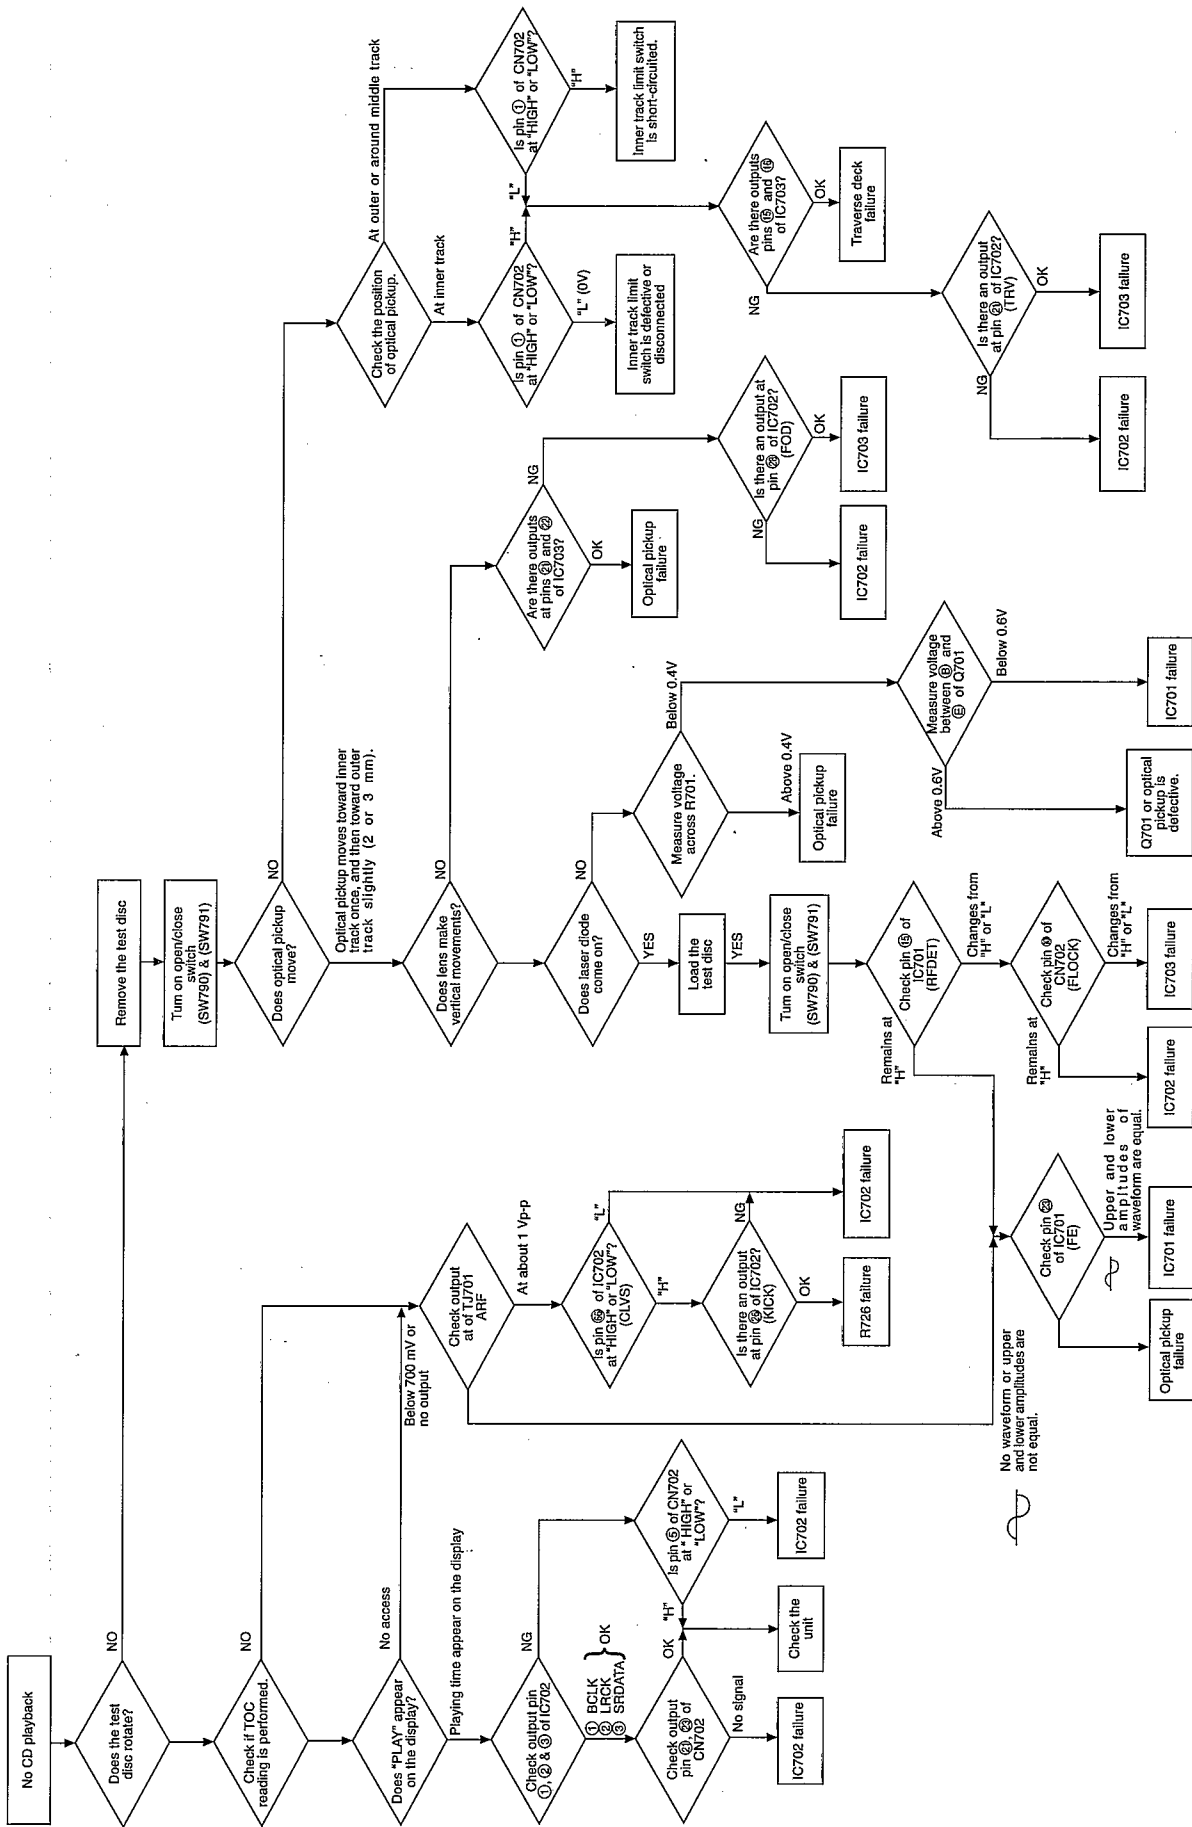 No CD playback
Does the test
disc rotate?
NO
Check if TOC
reading is performed.
NO
Does "PLAY" appear
on the display?
No access
Playing time appear on the display
Check output pin
①, ② & ③ of IC702
NG
① BCLK
② LRCK
③ SRDATA
OK
Check output
pin ㉑, ㉓ of
CN702
OK
No signal
IC702 failure
Is pin ⑤ of CN702
at "HIGH" or
"LOW"?
"H"
"L"
Check the
unit
IC702 failure
Below 700 mV or
no output
Check output
at of TJ701
ARF
At about 1 Vp-p
Is pin of IC702
at "HIGH" or "LOW"?
(CLVS)
"L"
"H"
Is there an output
at pin of IC702?
(KICK)
NG
OK
R726 failure
IC702 failure
No waveform or upper
and lower amplitudes are
not equal.
Check pin ㉓
of IC701
(FE)
Upper and lower
amplitudes of
waveform are equal.
Optical pickup
failure
IC701 failure
Remove the test disc
Turn on open/close
switch
(SW790) & (SW791)
Does optical pickup
move?
NO
Optical pickup moves toward inner
track once, and then toward outer
track slightly (2 or 3 mm).
Does lens make
vertical movements?
NO
Does laser diode
come on?
NO
YES
Load the
test disc
YES
Turn on open/close
switch
(SW790) & (SW791)
Check pin of
IC701
(RFDET)
Remains at
"H"
Changes from
"H" or "L"
Check pin of
CN702
(FLOCK)
Remains at
"H"
Changes from
"H" or "L"
IC702 failure
IC703 failure
Measure voltage
across R701.
Below 0.4V
Above 0.4V
Optical pickup
failure
Measure voltage
between Ⓑ and
Ⓔ of Q701
Above 0.6V
Below 0.6V
Q701 or optical
pickup is
defective.
IC701 failure
Are there outputs
at pins ㉑ and ㉒
of IC703?
NG
OK
Optical pickup
failure
Is there an output at
pin of IC702?
(FOD)
NG
OK
IC702 failure
IC703 failure
Check the position
of optical pickup.
At outer or around middle track
At inner track
Is pin ① of CN702
at "HIGH" or "LOW"?
"H"
"L" (0V)
Inner track limit
switch is defective or
disconnected
Is pin ① of CN702
at "HIGH" or "LOW"?
"L"
"H"
Inner track limit switch
is short-circuited.
Are there outputs
pins ⑮ and ⑯
of IC703?
NG
OK
Traverse deck
failure
Is there an output
at pin ㉑ of IC702?
(TRV)
NG
OK
IC702 failure
IC703 failure